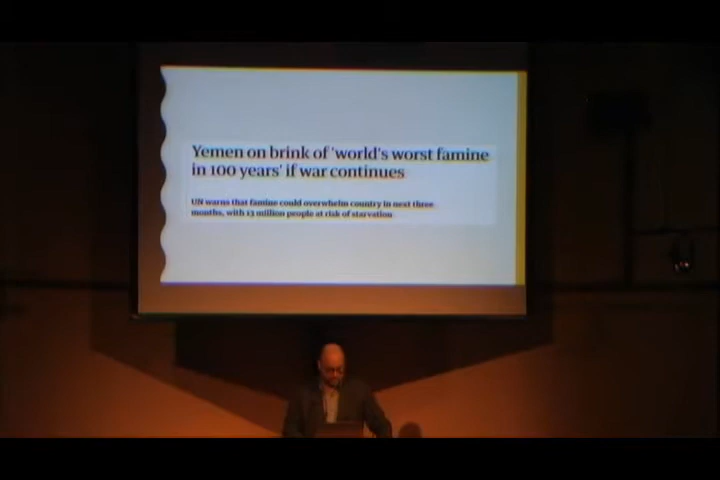 Yemen on brink of 'world's worst famine
in 100 years' if war continues
UN warns that famine could overwhelm country in next three
months, with 13 million people at risk of starvation